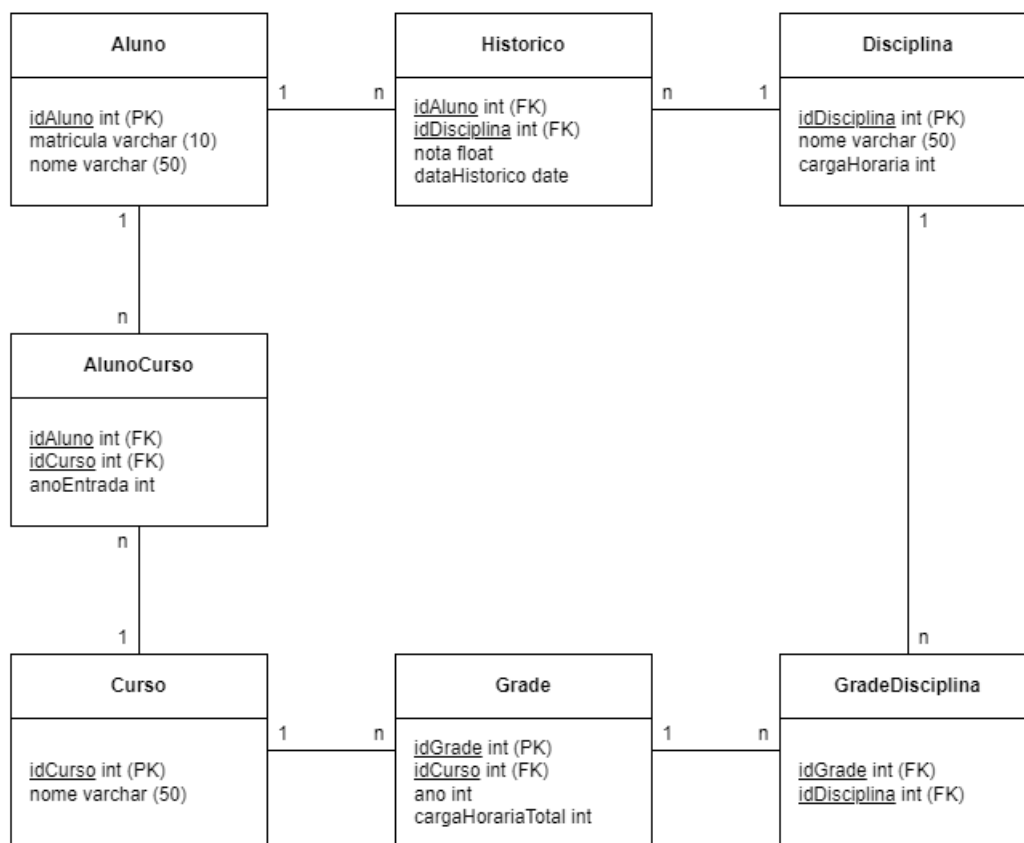 Aluno
idAluno int (PK)
matricula varchar (10)
nome varchar (50)
1
n
Historico
idAluno int (FK)
idDisciplina int (FK)
nota float
dataHistorico date
n
1
Disciplina
idDisciplina int (PK)
nome varchar (50)
cargaHoraria int
1
n
AlunoCurso
idAluno int (FK)
idCurso int (FK)
anoEntrada int
n
1
1
n
Curso
idCurso int (PK)
nome varchar (50)
1
n
Grade
idGrade int (PK)
idCurso int (FK)
ano int
cargaHorariaTotal int
1
n
GradeDisciplina
idGrade int (FK)
idDisciplina int (FK)